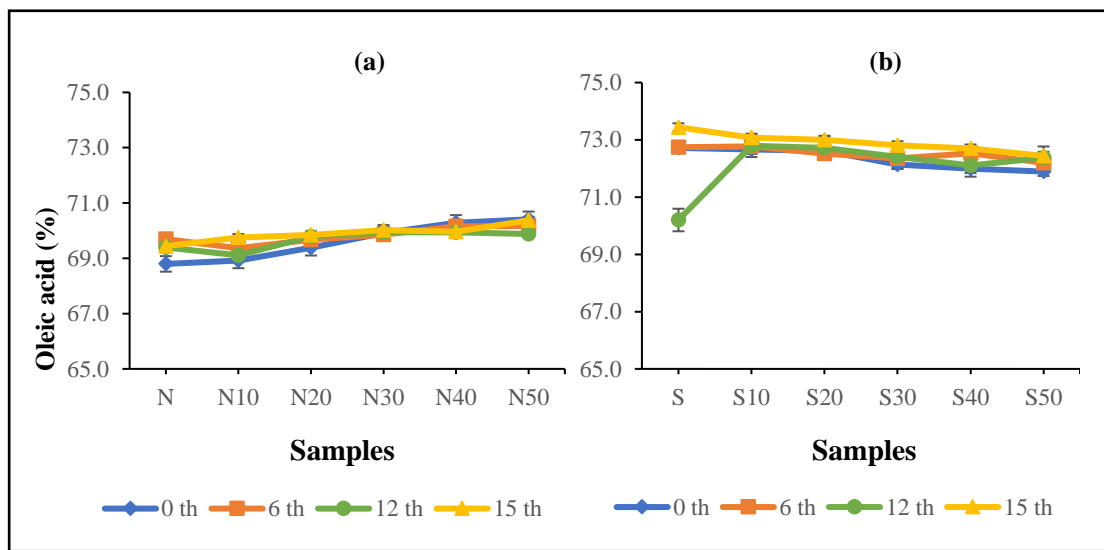 (a)
75.0
73.0
71.0
69.0
67.0
65.0
Oleic acid (%)
N N10 N20 N30 N40 N50
Samples
0 th 6 th 12 th 15 th
(b)
75.0
73.0
71.0
69.0
67.0
65.0
S S10 S20 S30 S40 S50
Samples
0 th 6 th 12 th 15 th